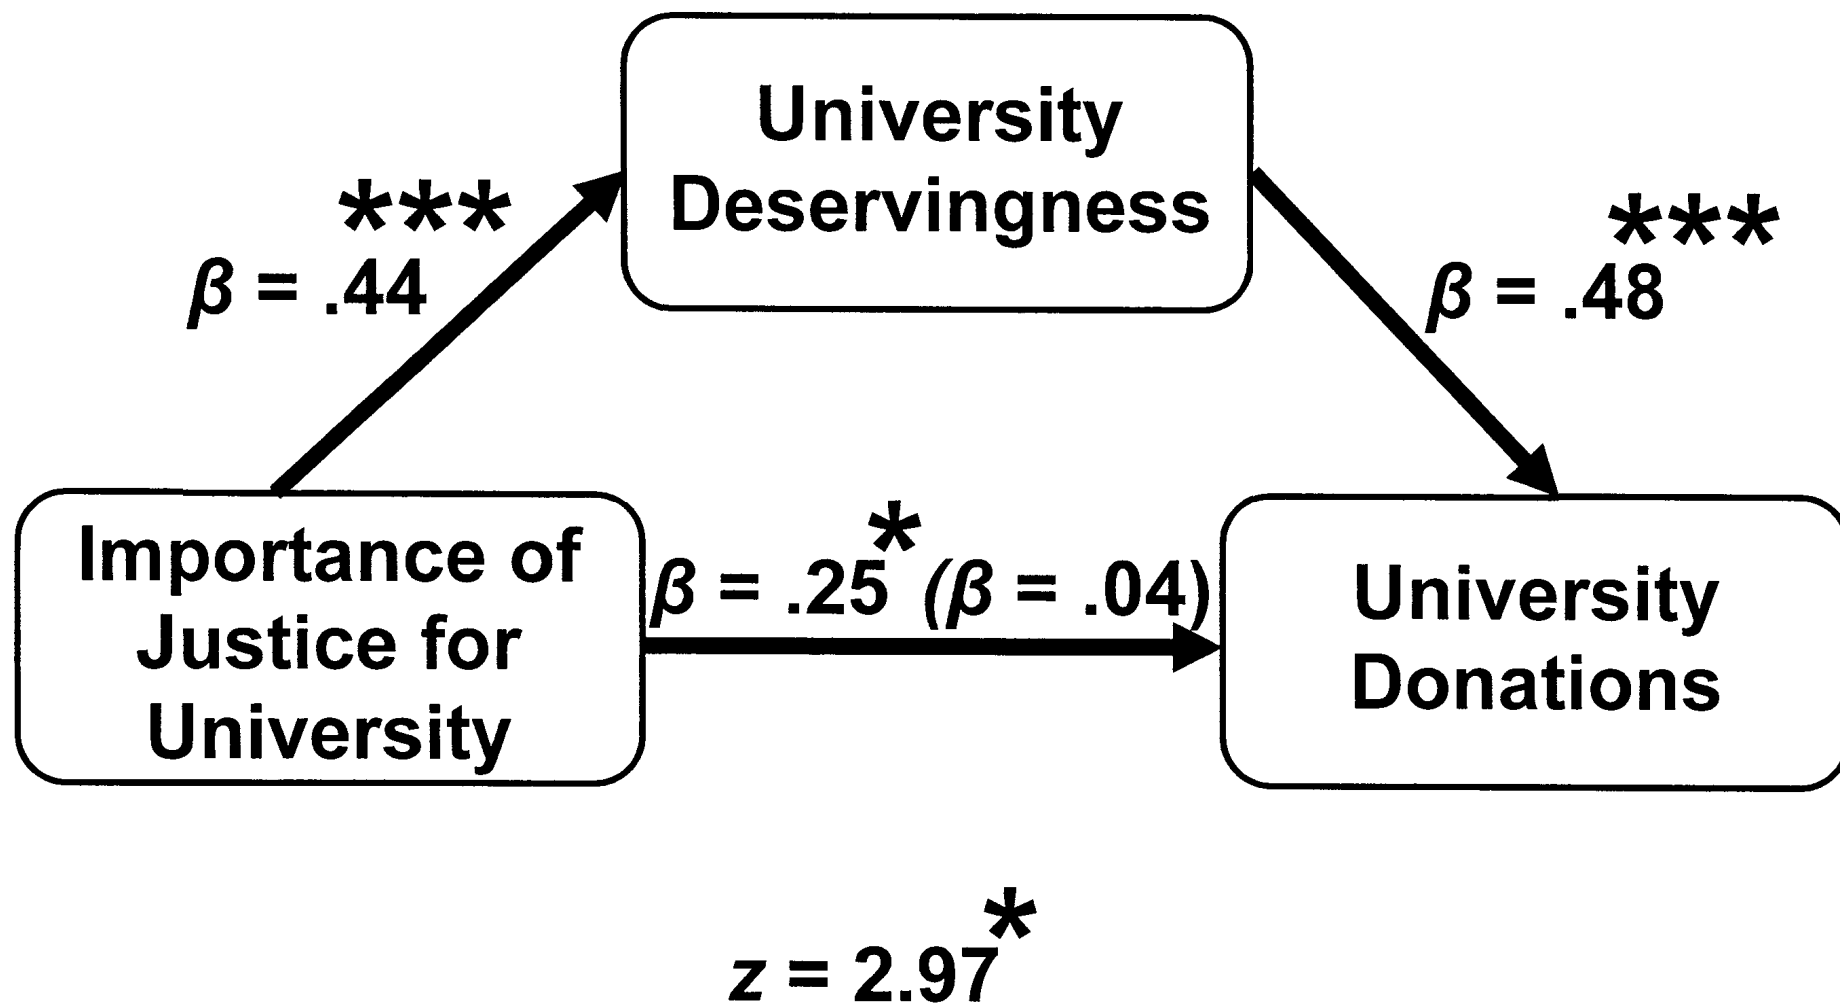 University
Deservingness
***
β = .44
***
β = .48
Importance of
Justice for
University
β = .25* (β = .04)
University
Donations
z = 2.97*